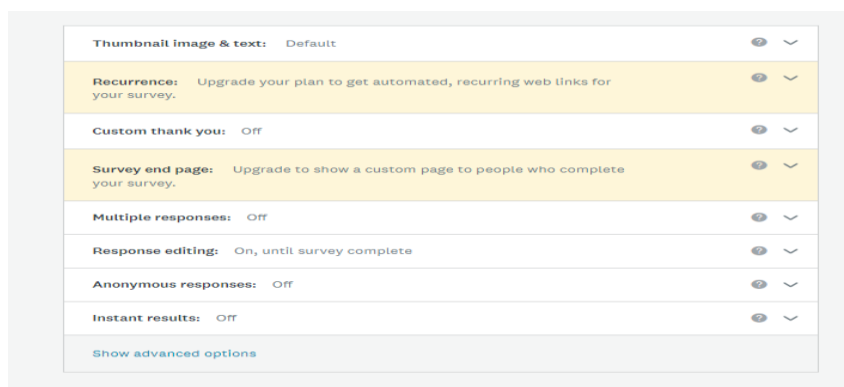 Thumbnail image & text: Default
Recurrence: Upgrade your plan to get automated, recurring web links for
your survey.
Custom thank you: Off
Survey end page: Upgrade to show a custom page to people who complete
your survey.
Multiple responses: Off
Response editing: On, until survey complete
Anonymous responses: Off
Instant results: Off
Show advanced options